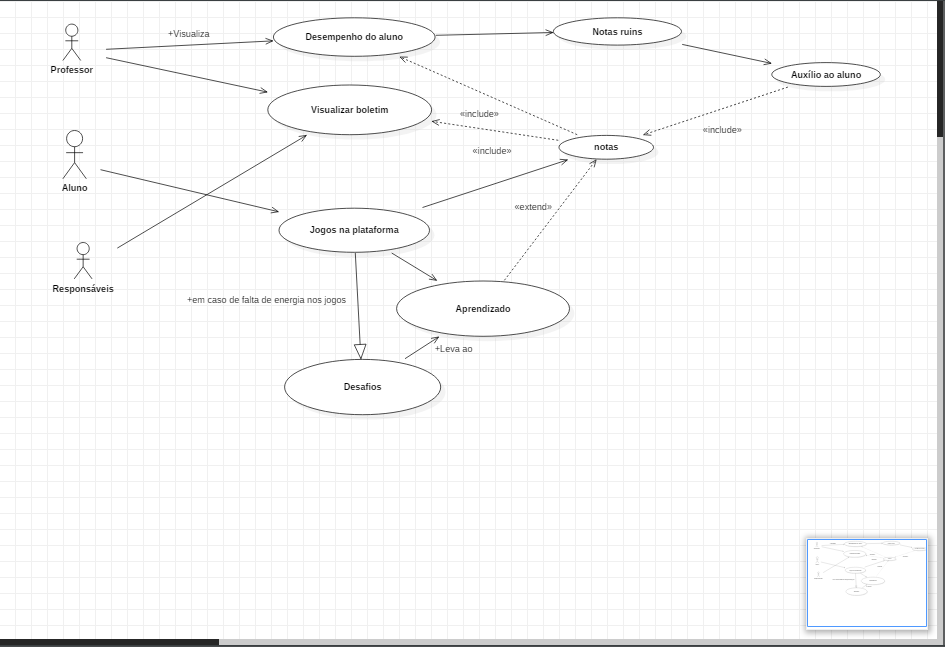 +Visualiza
Desempenho do aluno
Notas ruins
Professor
Auxílio ao aluno
Visualizar boletim
«include»
«include»
notas
«include»
Aluno
«extend»
Jogos na plataforma
Responsáveis
+em caso de falta de energia nos jogos
Aprendizado
+Leva ao
Desafios